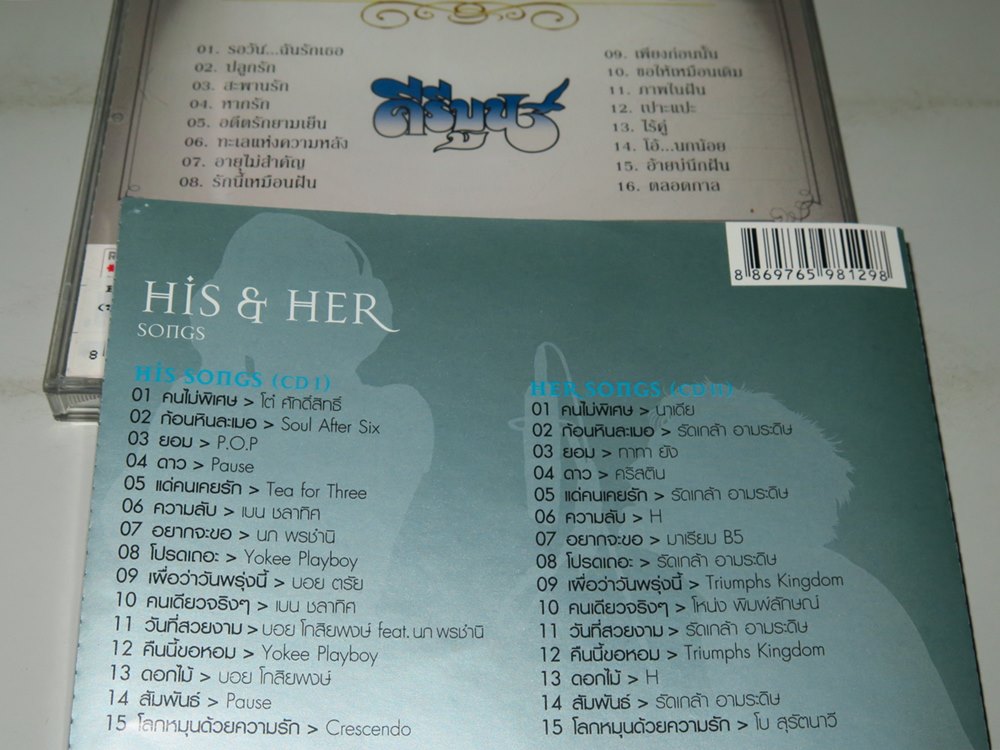 01. รอวัน...ฉันรักเธอ
02. ปลูกรัก
03. สะพานรัก
04. หากรัก
05. อดีตรักยามเย็น
06. ทะเลแห่งความหลัง
07. อายุไม่สำคัญ
08. รักนี้เหมือนฝัน
คีรีบูนร์
09. เพียงก่อนนั้น
10. ขอให้เหมือนเดิม
11. ภาพในฝัน
12. เปาะแปะ
13. ไร้คู่
14. โอ้...นกน้อย
15. อ้ายบ่นึกฝัน
16. ตลอดกาล
8 869765 981298
HIS & HER
SONGS
HIS SONGS (CD I)
01 คนไม่พิเศษ > โต๋ ศักดิ์สิทธิ์
02 ก้อนหินละเมอ > Soul After Six
03 ยอม > P.O.P
04 ดาว > Pause
05 แด่คนเคยรัก > Tea for Three
06 ความลับ > เบน ชลาทิศ
07 อยากจะขอ > นภ พรชำนิ
08 โปรดเถอะ > Yokee Playboy
09 เผื่อว่าวันพรุ่งนี้ > บอย ตรัย
10 คนเดียวจริงๆ > เบน ชลาทิศ
11 วันที่สวยงาม > บอย โกสิยพงษ์ feat. นภ พรชำนิ
12 คืนนี้ขอหอม > Yokee Playboy
13 ดอกไม้ > บอย โกสิยพงษ์
14 สัมพันธ์ > Pause
15 โลกหมุนด้วยความรัก > Crescendo
HER SONGS (CD II)
01 คนไม่พิเศษ > นาเดีย
02 ก้อนหินละเมอ > รัดเกล้า อามระดิษ
03 ยอม > ทาทา ยัง
04 ดาว > คริสติน
05 แด่คนเคยรัก > รัดเกล้า อามระดิษ
06 ความลับ > H
07 อยากจะขอ > มาเรียม B5
08 โปรดเถอะ > รัดเกล้า อามระดิษ
09 เผื่อว่าวันพรุ่งนี้ > Triumphs Kingdom
10 คนเดียวจริงๆ > โหน่ง พิมพ์ลักษณ์
11 วันที่สวยงาม > รัดเกล้า อามระดิษ
12 คืนนี้ขอหอม > Triumphs Kingdom
13 ดอกไม้ > H
14 สัมพันธ์ > รัดเกล้า อามระดิษ
15 โลกหมุนด้วยความรัก > โบ สุรัตนาวี